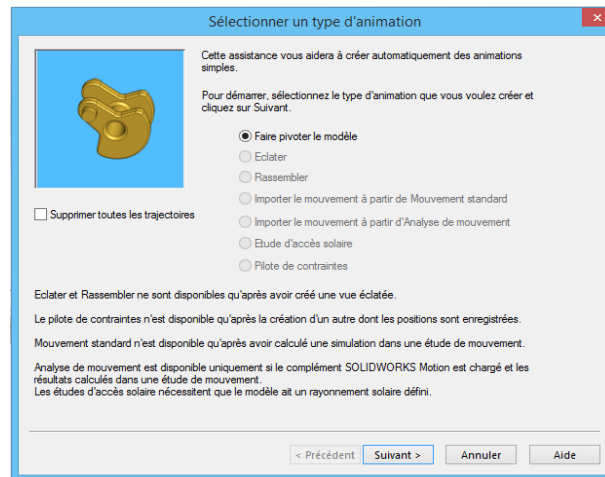 Sélectionner un type d'animation
Cette assistance vous aidera à créer automatiquement des animations
simples.
Pour démarrer, sélectionnez le type d'animation que vous voulez créer et
cliquez sur Suivant.
Faire pivoter le modèle
Eclater
Rassembler
Importer le mouvement à partir de Mouvement standard
Supprimer toutes les trajectoires
Importer le mouvement à partir d'Analyse de mouvement
Etude d'accès solaire
Pilote de contraintes
Eclater et Rassembler ne sont disponibles qu'après avoir créé une vue éclatée.
Le pilote de contraintes n'est disponible qu'après la création d'un autre dont les positions sont enregistrées.
Mouvement standard n'est disponible qu'après avoir calculé une simulation dans une étude de mouvement.
Analyse de mouvement est disponible uniquement si le complément SOLIDWORKS Motion est chargé et les
résultats calculés dans une étude de mouvement.
Les études d'accès solaire nécessitent que le modèle ait un rayonnement solaire défini.
< Précédent Suivant > Annuler Aide